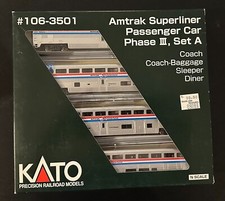 #106-3501
Amtrak Superliner
Passenger Car
Phase III, Set A
Coach
Coach-Baggage
Sleeper
Diner
KATO
PRECISION RAILROAD MODELS
N SCALE